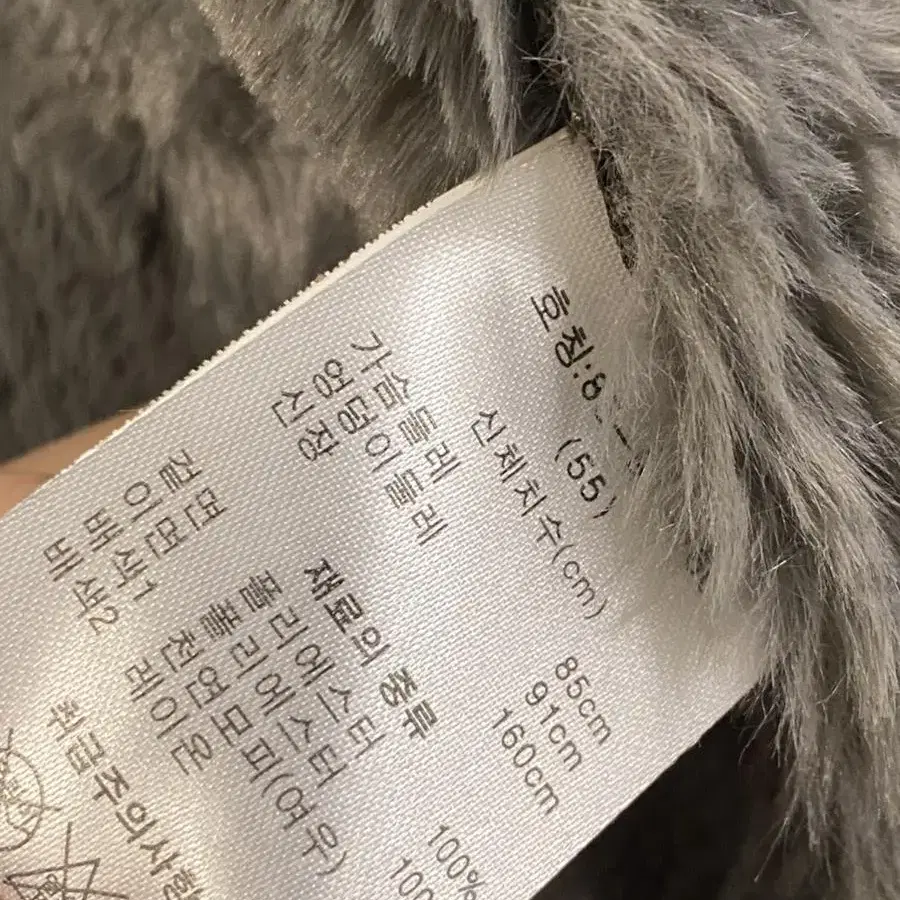 호칭:8
(55)
신체치수(cm)
가슴둘레 85cm
엉덩이둘레 91cm
신장 160cm
재료의 종류
겉면 폴리에스터 100%
이면 폴리에스터 100
배색1 천연모피(여우)
배색2 레이온
취급주의사항